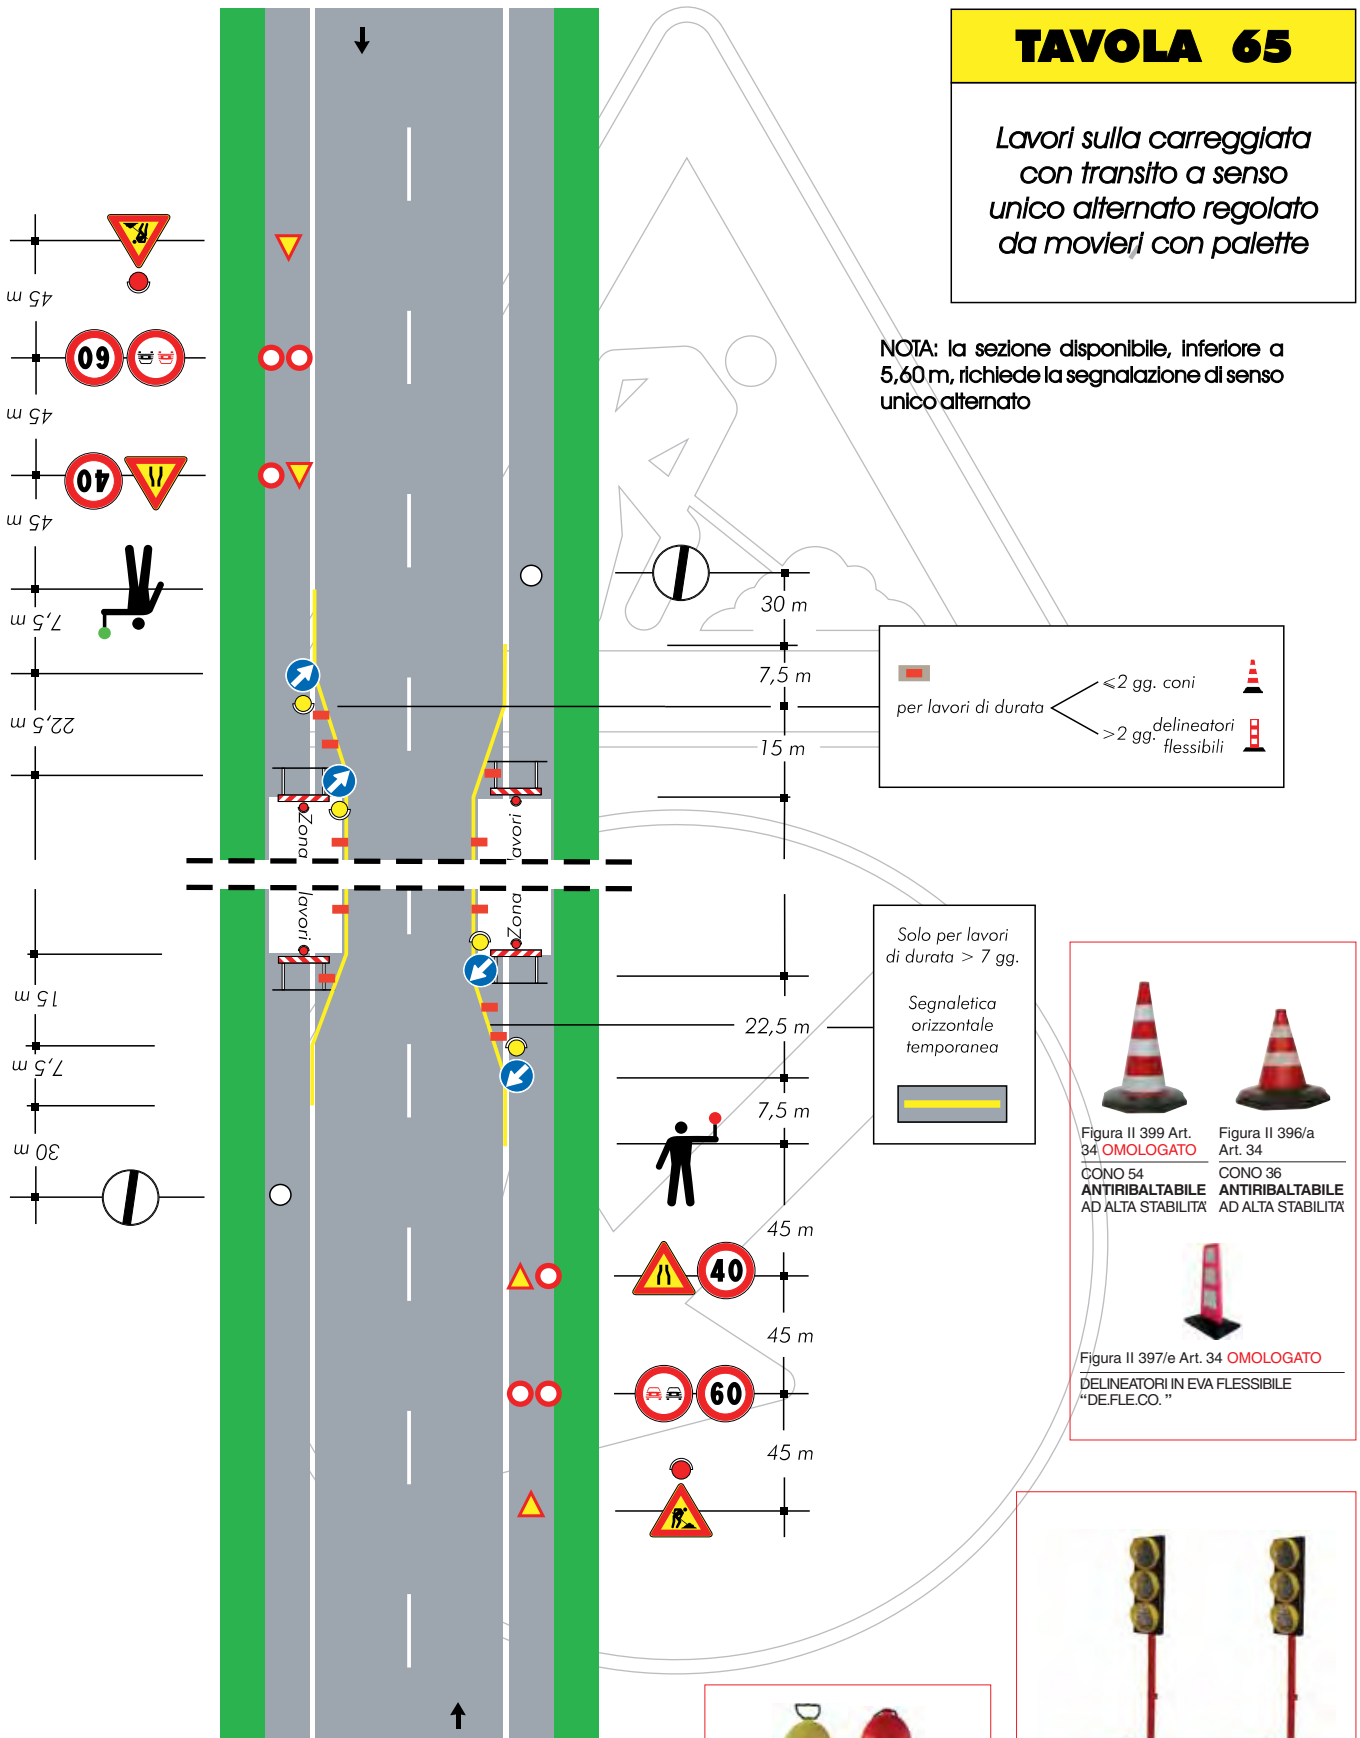 TAVOLA 65
Lavori sulla carreggiata
con transito a senso
unico alternato regolato
da movieri con palette
NOTA: la sezione disponibile, inferiore a
5,60 m, richiede la segnalazione di senso
unico alternato
45 m
60
45 m
40
45 m
7,5 m
22,5 m
30 m
7,5 m
15 m
per lavori di durata
⩽2 gg. coni
>2 gg. delineatori
flessibili
Zona
lavori
lavori
Zona
15 m
7,5 m
30 m
22,5 m
7,5 m
45 m
40
45 m
60
45 m
Solo per lavori
di durata > 7 gg.
Segnaletica
orizzontale
temporanea
Figura II 399 Art.
34 OMOLOGATO
CONO 54
ANTIRIBALTABILE
AD ALTA STABILITA'
Figura II 396/a
Art. 34
CONO 36
ANTIRIBALTABILE
AD ALTA STABILITA'
Figura II 397/e Art. 34 OMOLOGATO
DELINEATORI IN EVA FLESSIBILE
“DE.FLE.CO. ”